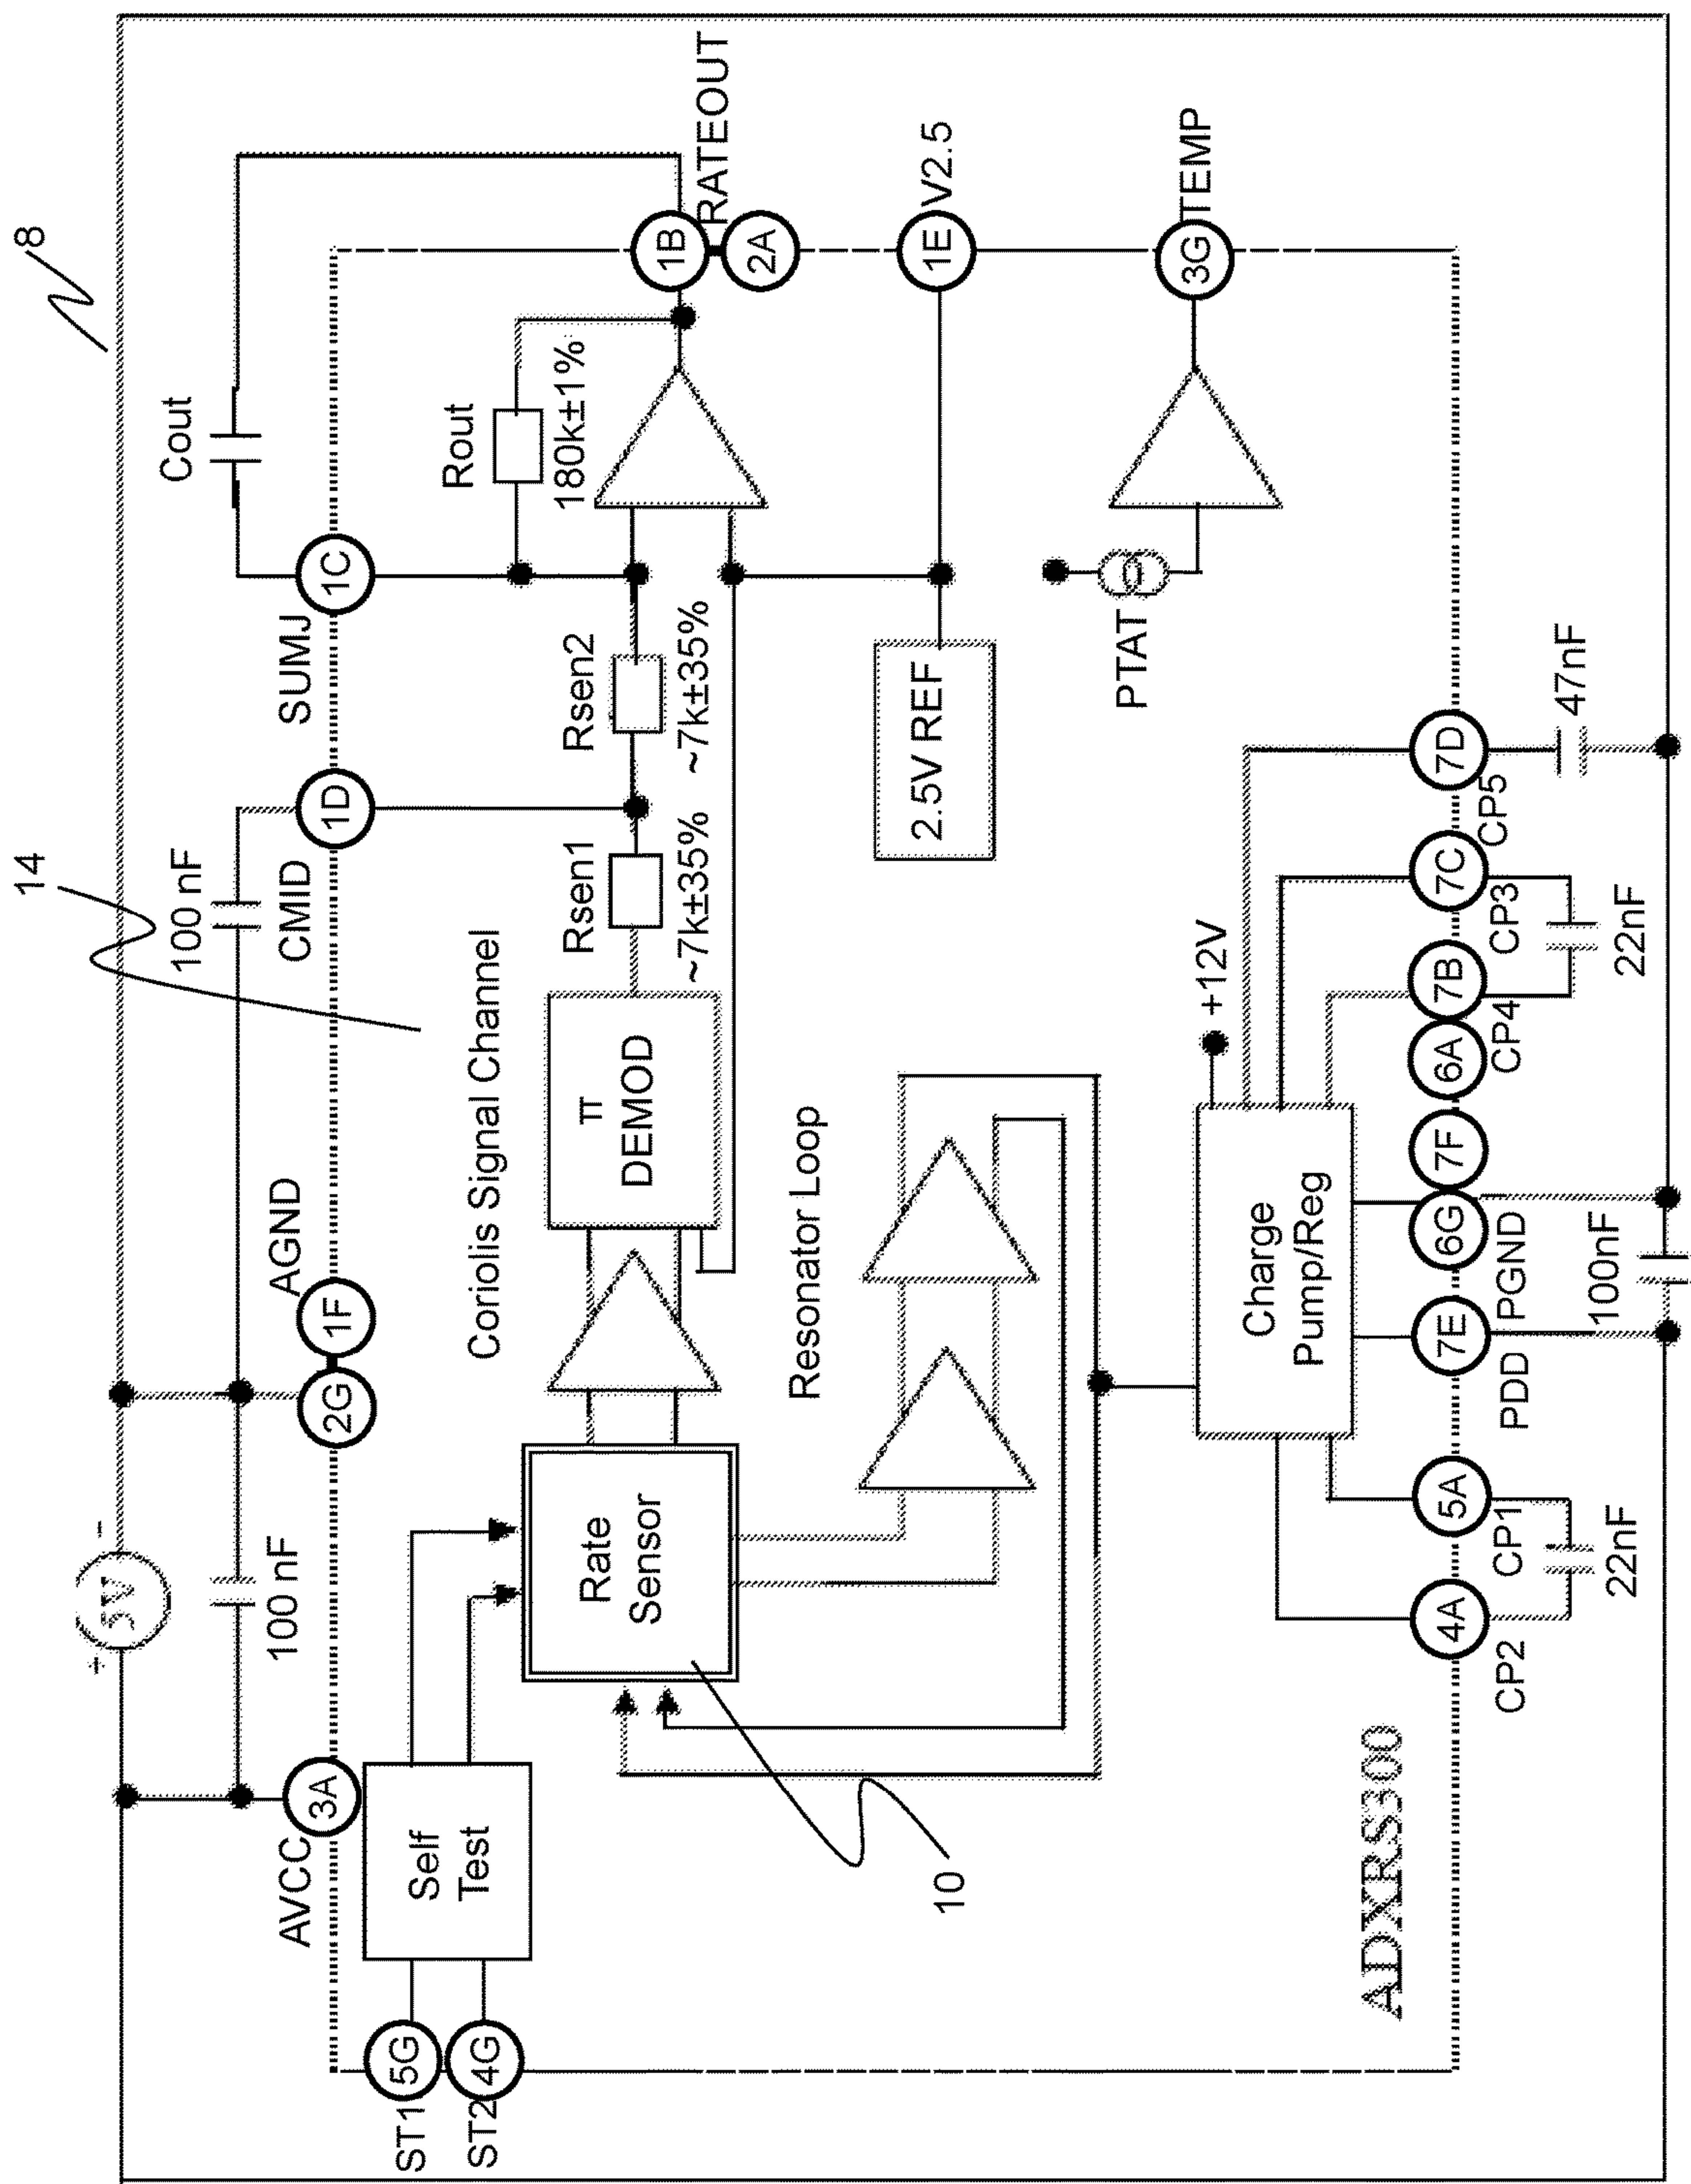 8
14
5V
+
-
100 nF
100 nF
Cout
AVCC
3A
2G
1F
AGND
CMID
1D
SUMJ
1C
ST1
5G
ST2
4G
Self
Test
Coriolis Signal Channel
Rate
Sensor
π
DEMOD
Rsen1
~7k±35%
Rsen2
~7k±35%
Rout
180k±1%
1B
2A
RATEOUT
Resonator Loop
2.5V REF
1E
V2.5
10
PTAT
3G
TEMP
Charge
Pump/Reg
+12V
ADXRS300
4A
5A
7E
6G
7F
6A
7B
7C
7D
CP2
CP1
PDD
PGND
CP4
CP3
CP5
22nF
100nF
22nF
47nF